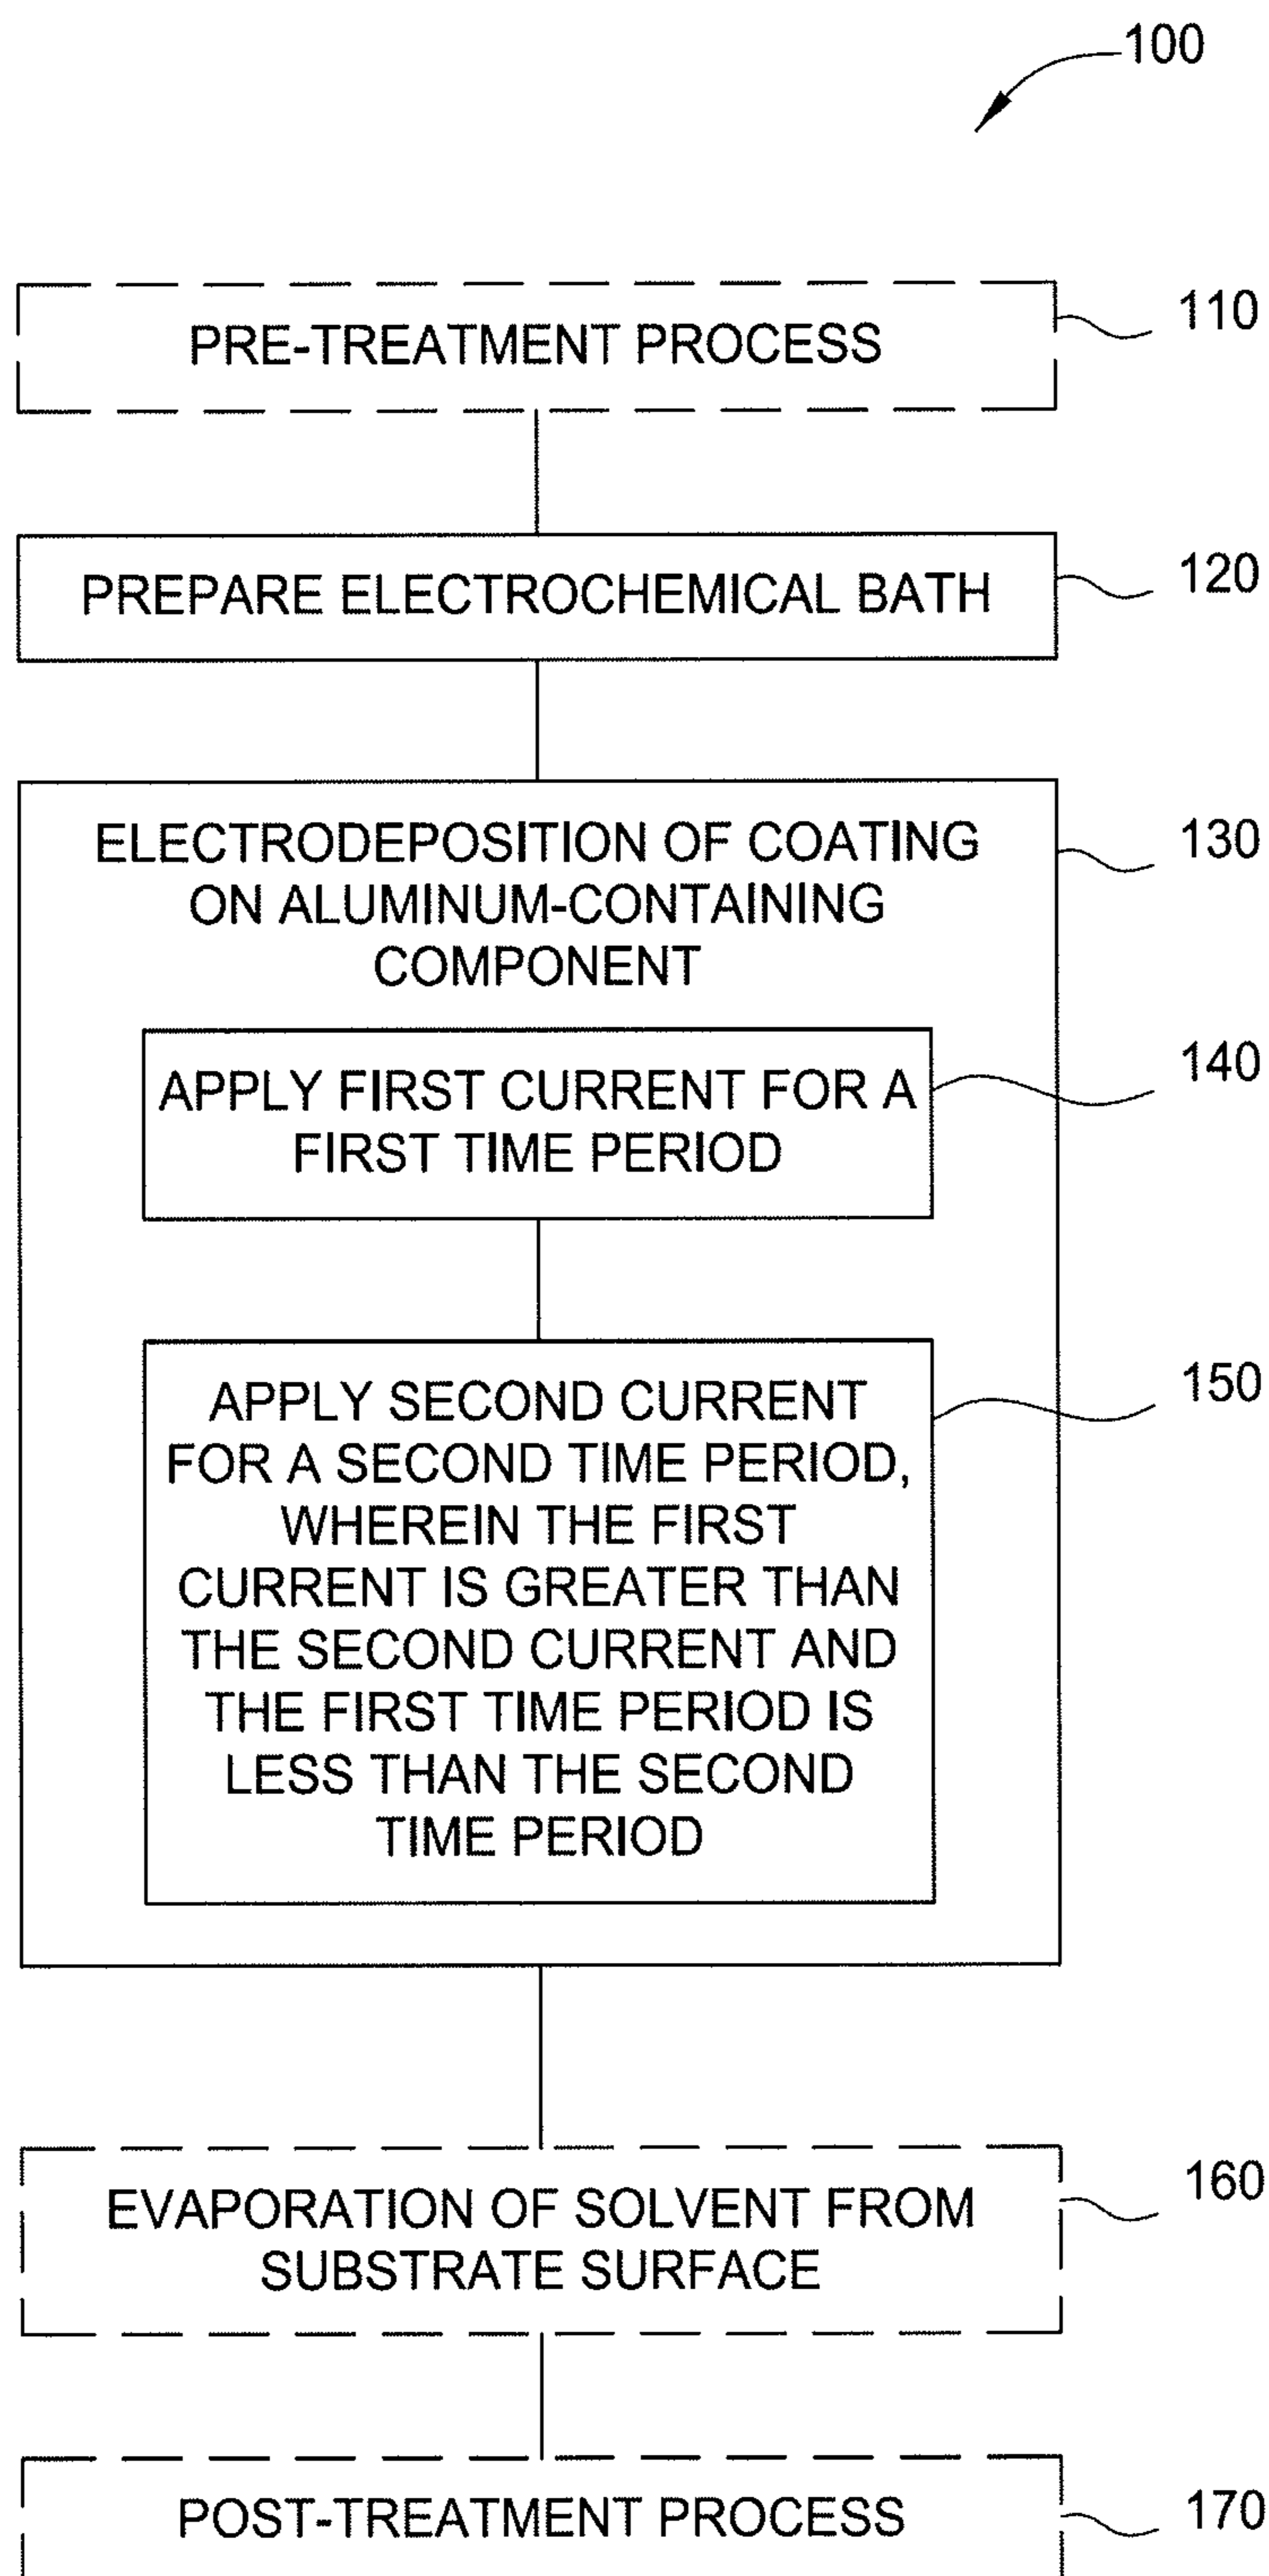 100
PRE-TREATMENT PROCESS
110
PREPARE ELECTROCHEMICAL BATH
120
ELECTRODEPOSITION OF COATING
ON ALUMINUM-CONTAINING
COMPONENT
130
APPLY FIRST CURRENT FOR A
FIRST TIME PERIOD
140
APPLY SECOND CURRENT
FOR A SECOND TIME PERIOD,
WHEREIN THE FIRST
CURRENT IS GREATER THAN
THE SECOND CURRENT AND
THE FIRST TIME PERIOD IS
LESS THAN THE SECOND
TIME PERIOD
150
EVAPORATION OF SOLVENT FROM
SUBSTRATE SURFACE
160
POST-TREATMENT PROCESS
170